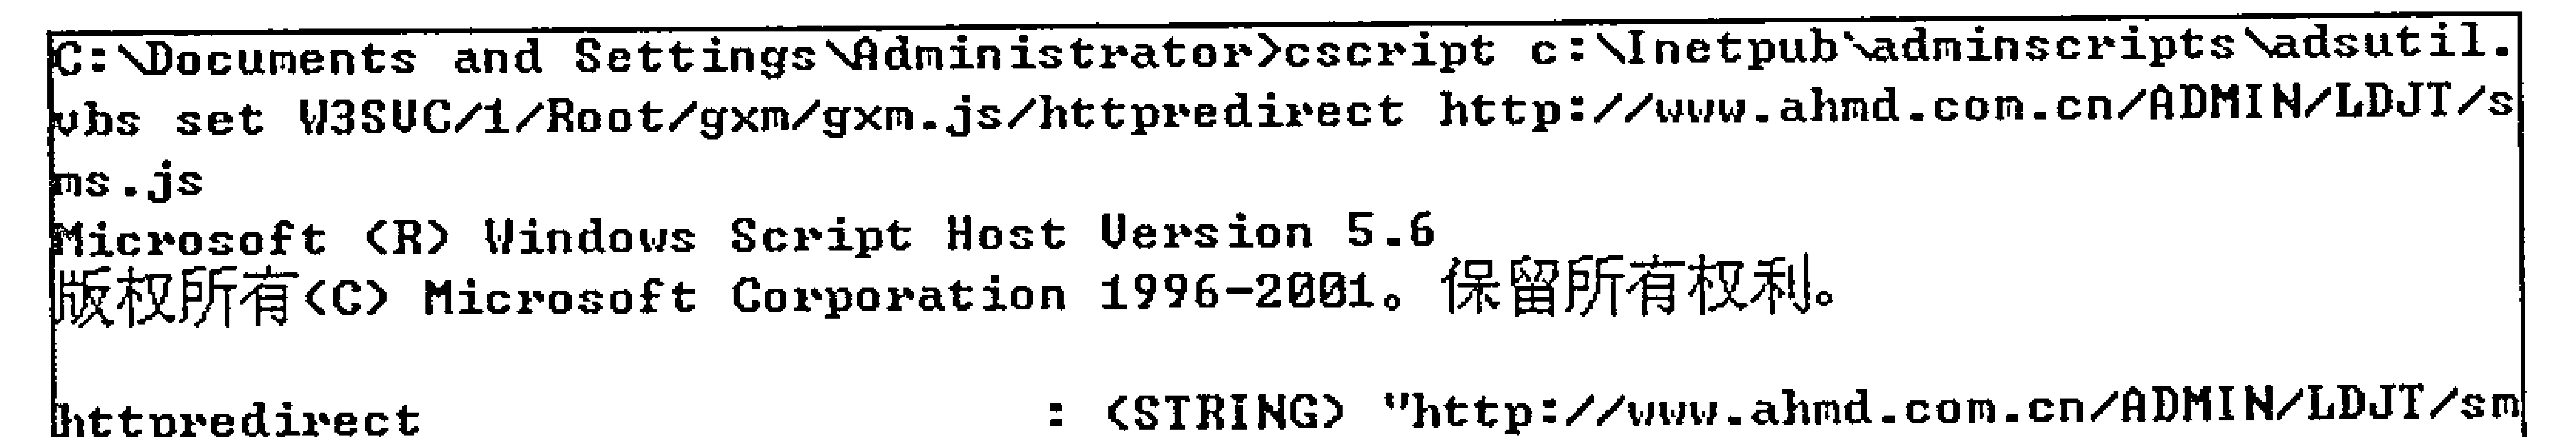 C:\Documents and Settings\Administrator>cscript c:\Inetpub\adminscripts\adsutil.
vbs set W3SVC/1/Root/gxm/gxm.js/httpredirect http://www.ahmd.com.cn/ADMIN/LDJT/s
ms.js
Microsoft (R) Windows Script Host Version 5.6
版权所有(C) Microsoft Corporation 1996-2001。保留所有权利。
httpredirect : (STRING) "http://www.ahmd.com.cn/ADMIN/LDJT/sm